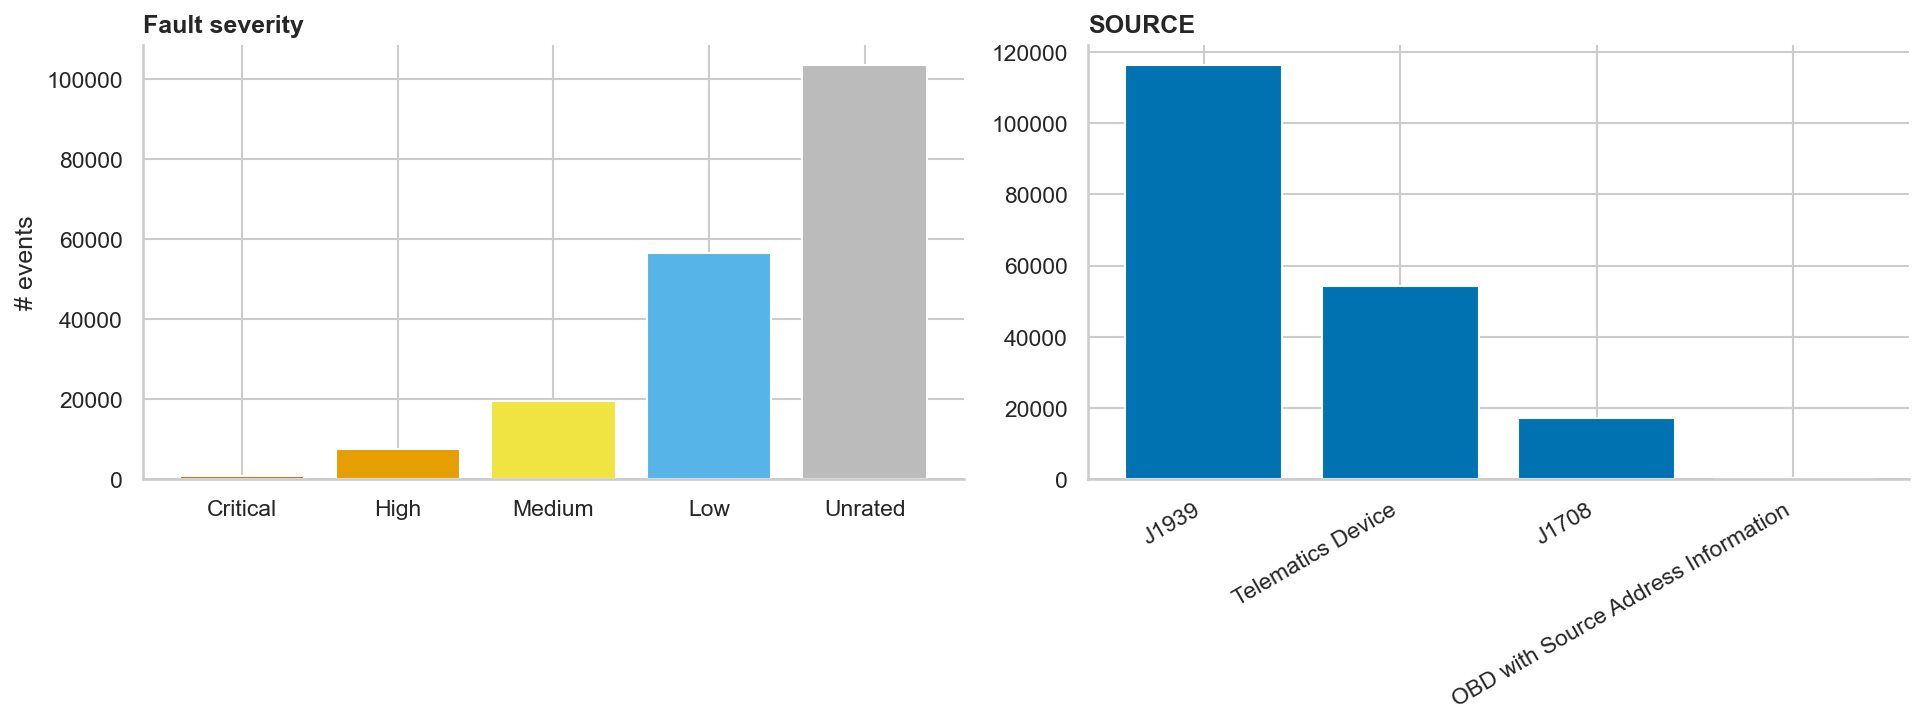 Fault severity
# events
100000
80000
60000
40000
20000
0
Critical
High
Medium
Low
Unrated
SOURCE
120000
100000
80000
60000
40000
20000
0
J1939
Telematics Device
J1708
OBD with Source Address Information